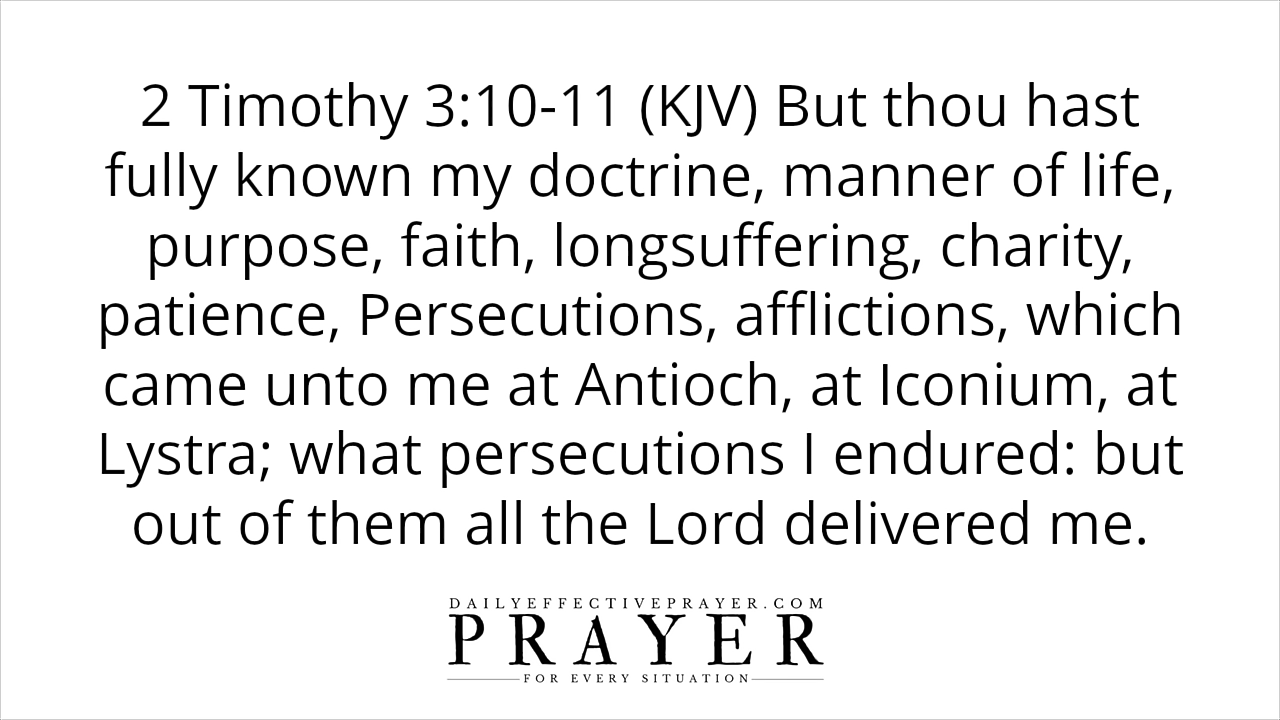 2 Timothy 3:10-11 (KJV) But thou hast
fully known my doctrine, manner of life,
purpose, faith, longsuffering, charity,
patience, Persecutions, afflictions, which
came unto me at Antioch, at Iconium, at
Lystra; what persecutions I endured: but
out of them all the Lord delivered me.
DAILYEFFECTIVEPRAYER.COM
PRAYER
FOR EVERY SITUATION